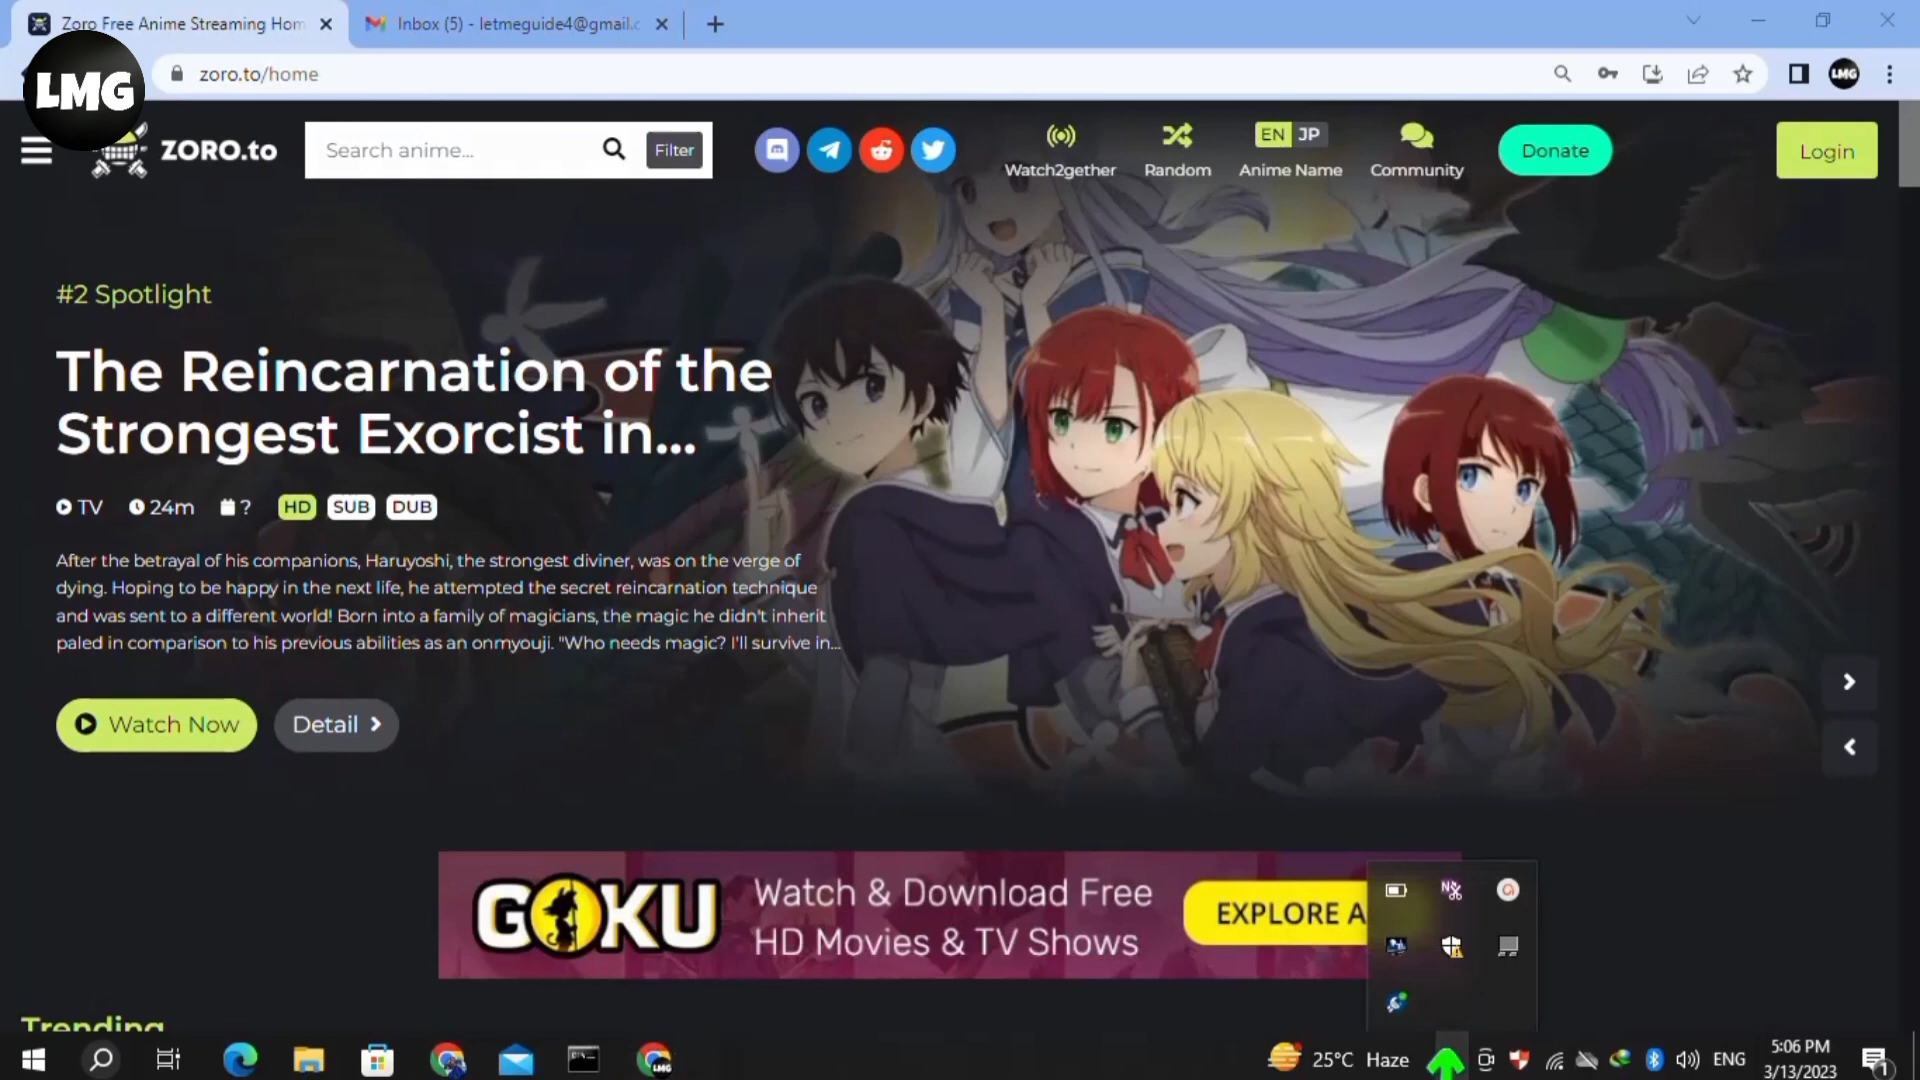 Zoro Free Anime Streaming Hom
Inbox (5) - letmeguide4@gmail.c
zoro.to/home
LMG
LMG
ZORO.to
Search anime...
Filter
Watch2gether
Random
EN JP
Anime Name
Community
Donate
Login
#2 Spotlight
The Reincarnation of the
Strongest Exorcist in...
TV 24m ? HD SUB DUB
After the betrayal of his companions, Haruyoshi, the strongest diviner, was on the verge of
dying. Hoping to be happy in the next life, he attempted the secret reincarnation technique
and was sent to a different world! Born into a family of magicians, the magic he didn't inherit
paled in comparison to his previous abilities as an onmyouji. "Who needs magic? I'll survive in...
Watch Now
Detail
GOKU
Watch & Download Free
HD Movies & TV Shows
EXPLORE A
Trending
LMG
25°C Haze
ENG
5:06 PM
3/13/2023
1